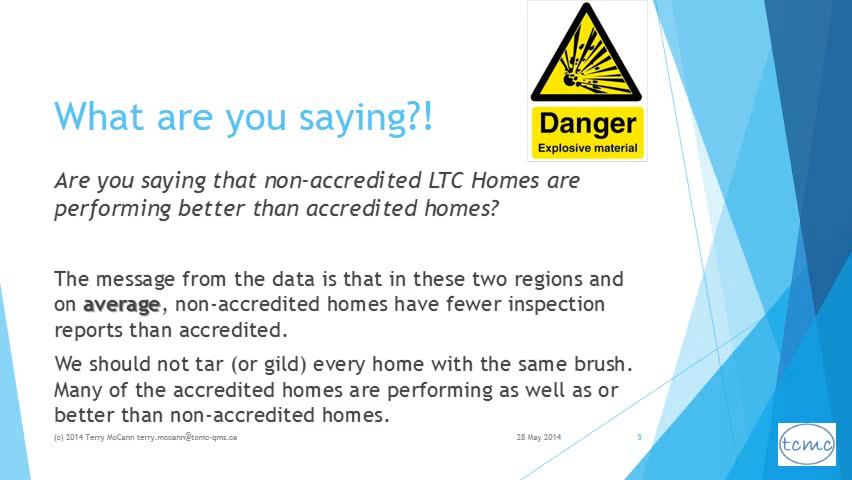 Danger
Explosive material
What are you saying?!
Are you saying that non-accredited LTC Homes are
performing better than accredited homes?
The message from the data is that in these two regions and
on average, non-accredited homes have fewer inspection
reports than accredited.
We should not tar (or gild) every home with the same brush.
Many of the accredited homes are performing as well as or
better than non-accredited homes.
(c) 2014 Terry McCann terry.mccann@tcmc-qms.ca
28 May 2014
5
tcmc